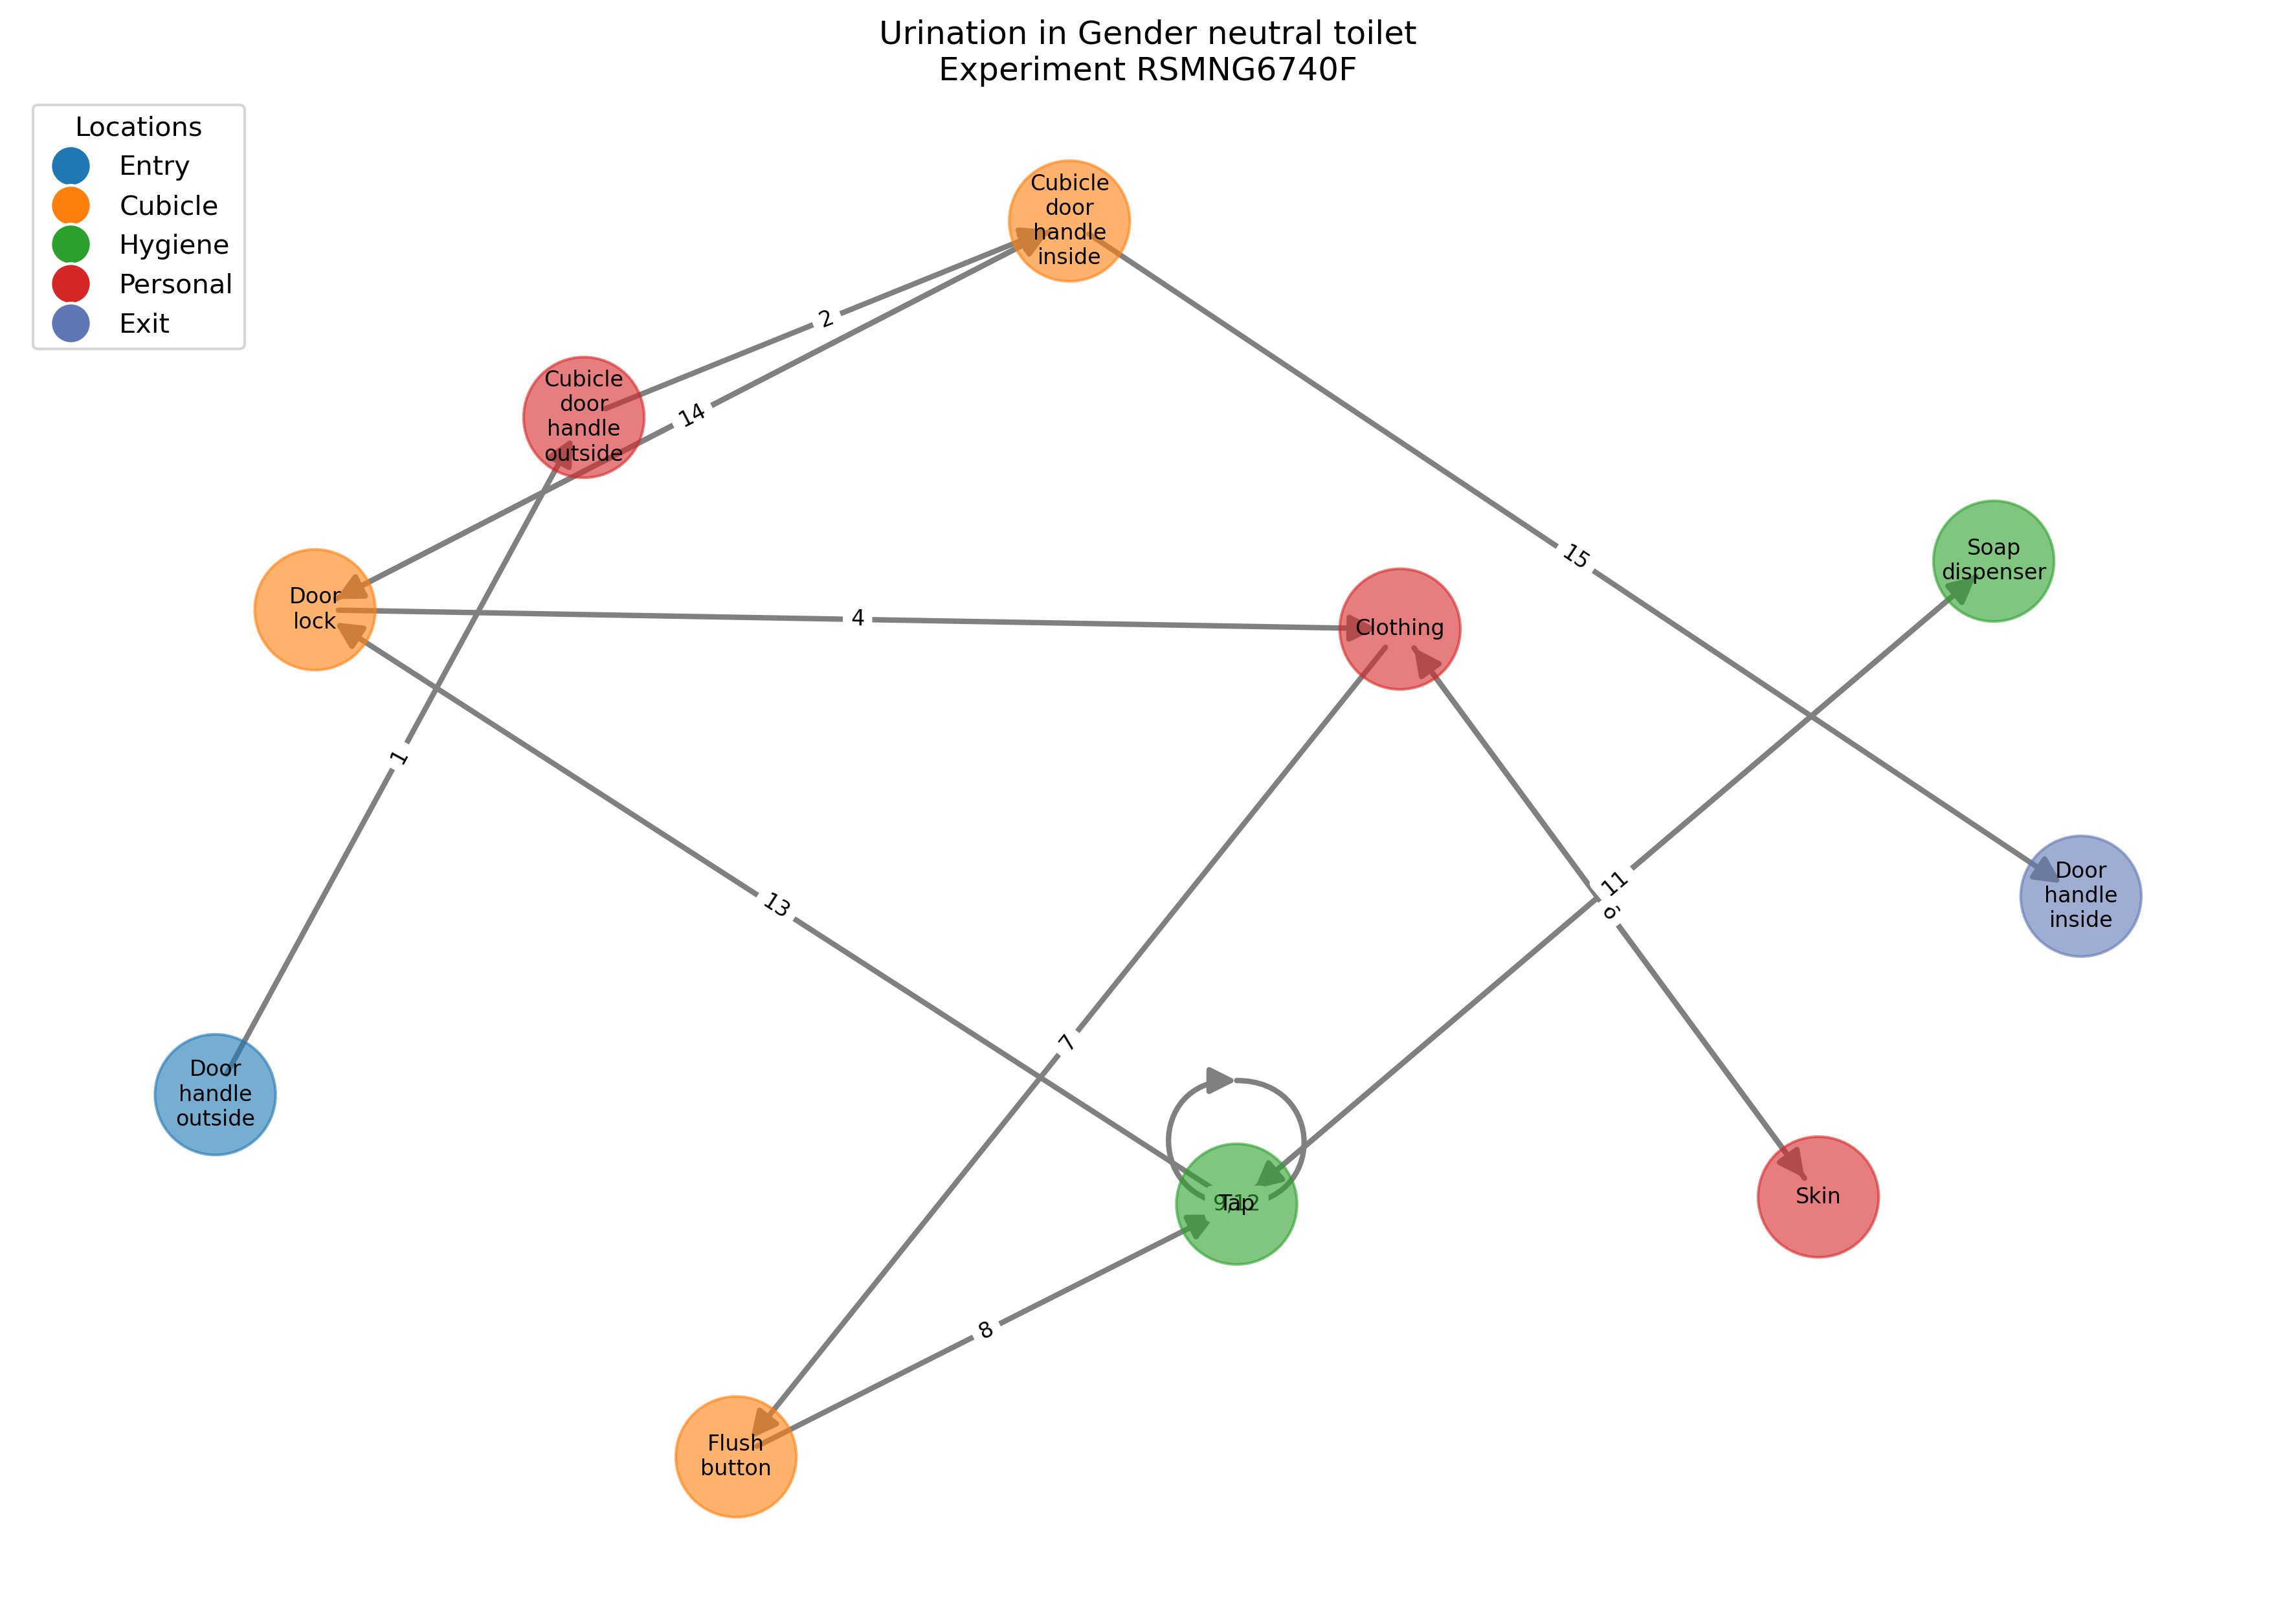 Urination in Gender neutral toilet
Experiment RSMNG6740F
Locations
Entry
Cubicle
Hygiene
Personal
Exit
Cubicle
door
handle
inside
2
Cubicle
door
handle
outside
14
15
Soap
dispenser
Door
lock
4
Clothing
1
13
11
Door
handle
inside
7
Door
handle
outside
9,12
Tap
Skin
8
Flush
button